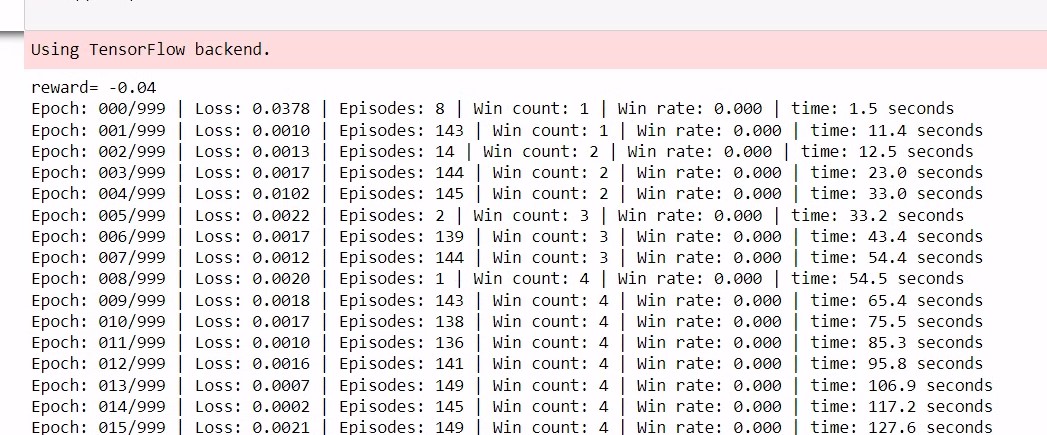 Using TensorFlow backend.
reward= -0.04
Epoch: 000/999 | Loss: 0.0378 | Episodes: 8 | Win count: 1 | Win rate: 0.000 | time: 1.5 seconds
Epoch: 001/999 | Loss: 0.0010 | Episodes: 143 | Win count: 1 | Win rate: 0.000 | time: 11.4 seconds
Epoch: 002/999 | Loss: 0.0013 | Episodes: 14 | Win count: 2 | Win rate: 0.000 | time: 12.5 seconds
Epoch: 003/999 | Loss: 0.0017 | Episodes: 144 | Win count: 2 | Win rate: 0.000 | time: 23.0 seconds
Epoch: 004/999 | Loss: 0.0102 | Episodes: 145 | Win count: 2 | Win rate: 0.000 | time: 33.0 seconds
Epoch: 005/999 | Loss: 0.0022 | Episodes: 2 | Win count: 3 | Win rate: 0.000 | time: 33.2 seconds
Epoch: 006/999 | Loss: 0.0017 | Episodes: 139 | Win count: 3 | Win rate: 0.000 | time: 43.4 seconds
Epoch: 007/999 | Loss: 0.0012 | Episodes: 144 | Win count: 3 | Win rate: 0.000 | time: 54.4 seconds
Epoch: 008/999 | Loss: 0.0020 | Episodes: 1 | Win count: 4 | Win rate: 0.000 | time: 54.5 seconds
Epoch: 009/999 | Loss: 0.0018 | Episodes: 143 | Win count: 4 | Win rate: 0.000 | time: 65.4 seconds
Epoch: 010/999 | Loss: 0.0017 | Episodes: 138 | Win count: 4 | Win rate: 0.000 | time: 75.5 seconds
Epoch: 011/999 | Loss: 0.0010 | Episodes: 136 | Win count: 4 | Win rate: 0.000 | time: 85.3 seconds
Epoch: 012/999 | Loss: 0.0016 | Episodes: 141 | Win count: 4 | Win rate: 0.000 | time: 95.8 seconds
Epoch: 013/999 | Loss: 0.0007 | Episodes: 149 | Win count: 4 | Win rate: 0.000 | time: 106.9 seconds
Epoch: 014/999 | Loss: 0.0002 | Episodes: 145 | Win count: 4 | Win rate: 0.000 | time: 117.2 seconds
Epoch: 015/999 | Loss: 0.0021 | Episodes: 149 | Win count: 4 | Win rate: 0.000 | time: 127.6 seconds